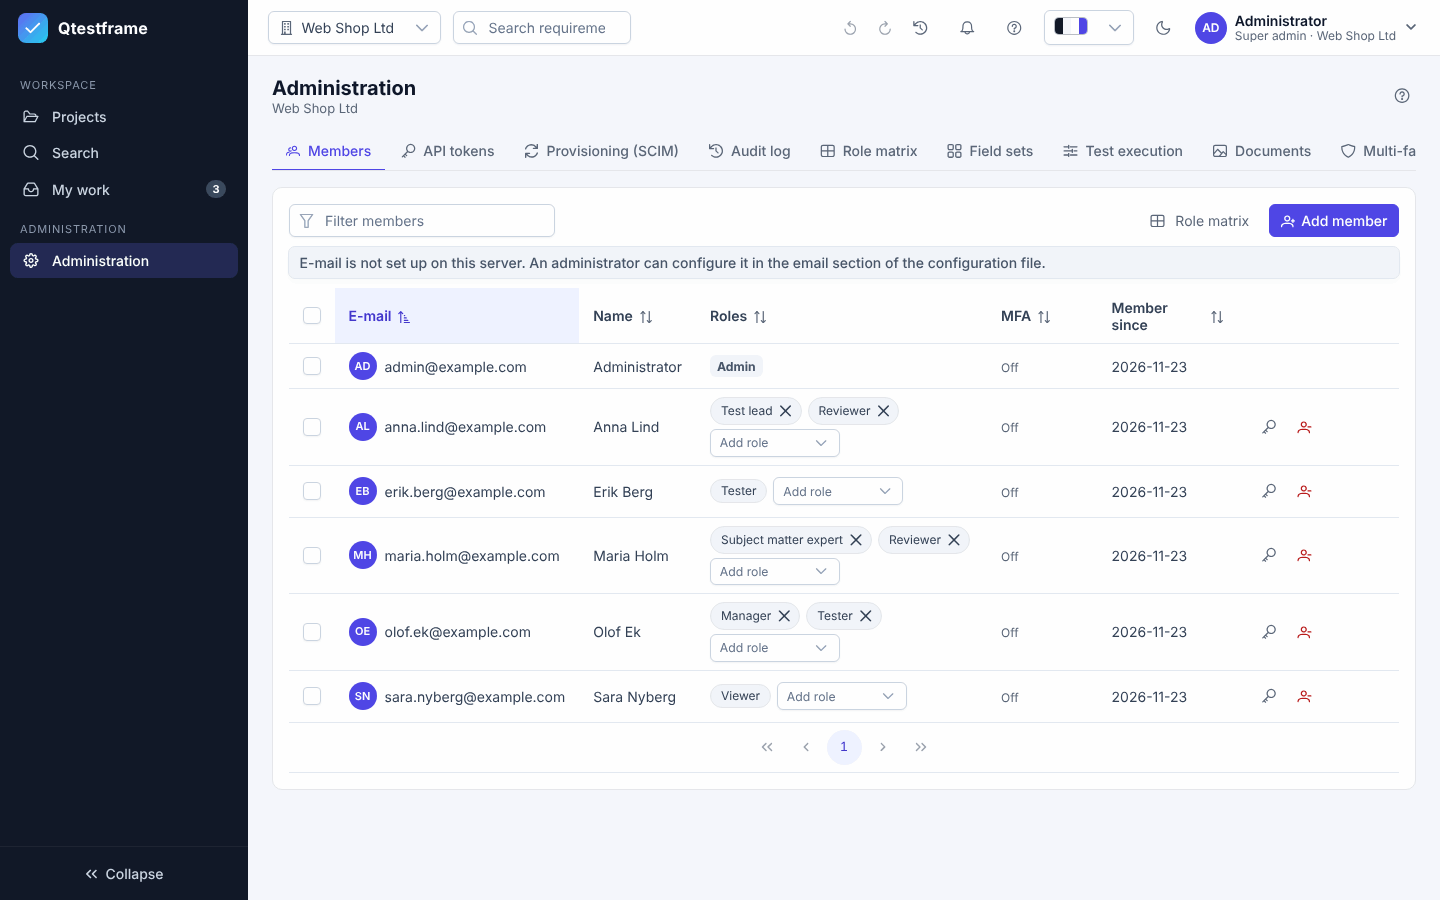 Qtestframe
Web Shop Ltd
Search requireme
AD
Administrator
Super admin · Web Shop Ltd
WORKSPACE
Projects
Search
My work
3
ADMINISTRATION
Administration
Collapse
Administration
Web Shop Ltd
Members
API tokens
Provisioning (SCIM)
Audit log
Role matrix
Field sets
Test execution
Documents
Multi-fa
Filter members
Role matrix
Add member
E-mail is not set up on this server. An administrator can configure it in the email section of the configuration file.
E-mail
Name
Roles
MFA
Member
since
AD
admin@example.com
Administrator
Admin
Off
2026-11-23
AL
anna.lind@example.com
Anna Lind
Test lead
Reviewer
Add role
Off
2026-11-23
EB
erik.berg@example.com
Erik Berg
Tester
Add role
Off
2026-11-23
MH
maria.holm@example.com
Maria Holm
Subject matter expert
Reviewer
Add role
Off
2026-11-23
OE
olof.ek@example.com
Olof Ek
Manager
Tester
Add role
Off
2026-11-23
SN
sara.nyberg@example.com
Sara Nyberg
Viewer
Add role
Off
2026-11-23
1